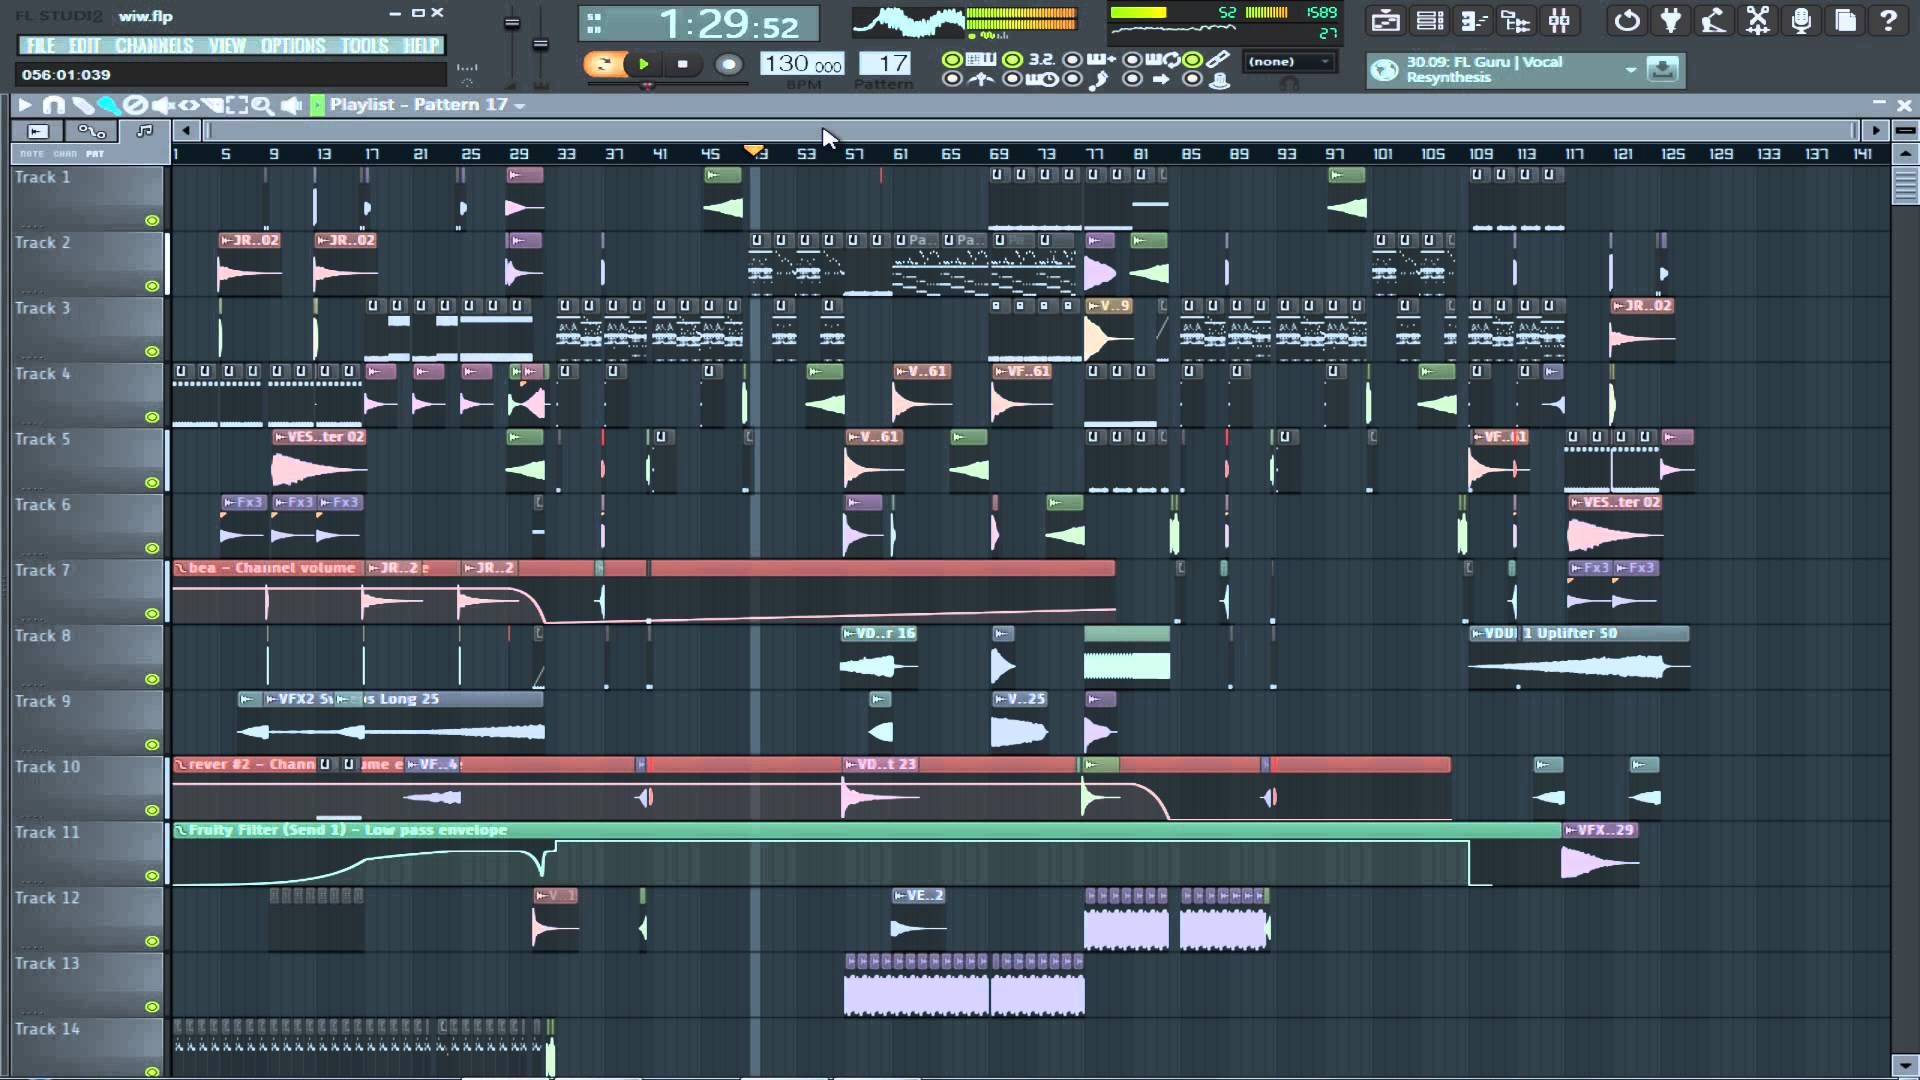 FL STUDIO
wiw.flp
1:29:52
52
1589
27
FILE EDIT CHANNELS VIEW OPTIONS TOOLS HELP
056:01:039
130 000
BPM
17
Pattern
3.2.
(none)
30.09: FL Guru | Vocal
Resynthesis
Playlist - Pattern 17
NOTE CHAN PAT
1 5 9 13 17 21 25 29 33 37 41 45 53 57 61 65 69 73 77 81 85 89 93 97 101 105 109 113 117 121 125 129 133 137 141
Track 1
Track 2
JR..02
JR..02
Pa..
Pa..
Track 3
V..9
JR..02
Track 4
V..61
VF..61
Track 5
VES..ter 02
V..61
VF..61
Track 6
Fx3
Fx3
Fx3
VES..ter 02
Track 7
bea - Channel volume
JR..2
JR..2
Fx3
Fx3
Track 8
VD..r 16
1 Uplifter 50
Track 9
VFX2
Long 25
V..25
Track 10
rever #2 - Chann
VF..4
VD..t 23
Track 11
Fruity Filter (Send 1) - Low pass envelope
VFX..29
Track 12
V..1
VE..2
Track 13
Track 14